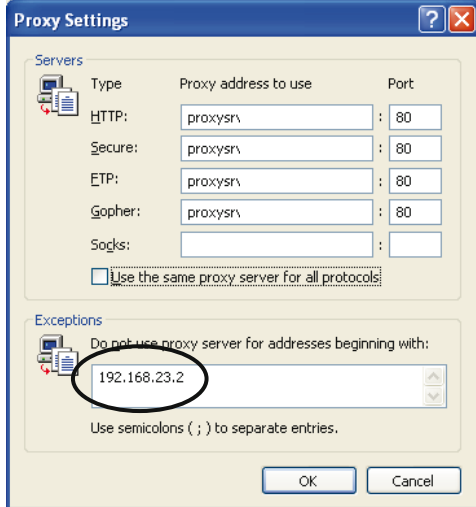 Proxy Settings
Servers
Type Proxy address to use Port
HTTP: proxysrv : 80
Secure: proxysrv : 80
FTP: proxysrv : 80
Gopher: proxysrv : 80
Socks: :
Use the same proxy server for all protocols
Exceptions
Do not use proxy server for addresses beginning with:
192.168.23.2
Use semicolons ( ; ) to separate entries.
OK Cancel